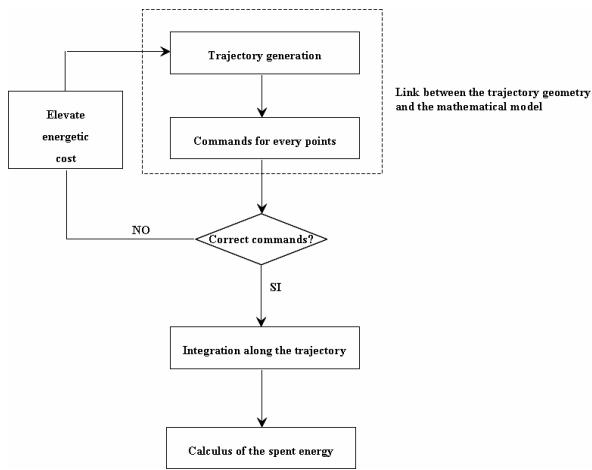 Trajectory generation
Link between the trajectory geometry
and the mathematical model
Elevate
energetic
cost
Commands for every points
Correct commands?
NO
SI
Integration along the trajectory
Calculus of the spent energy